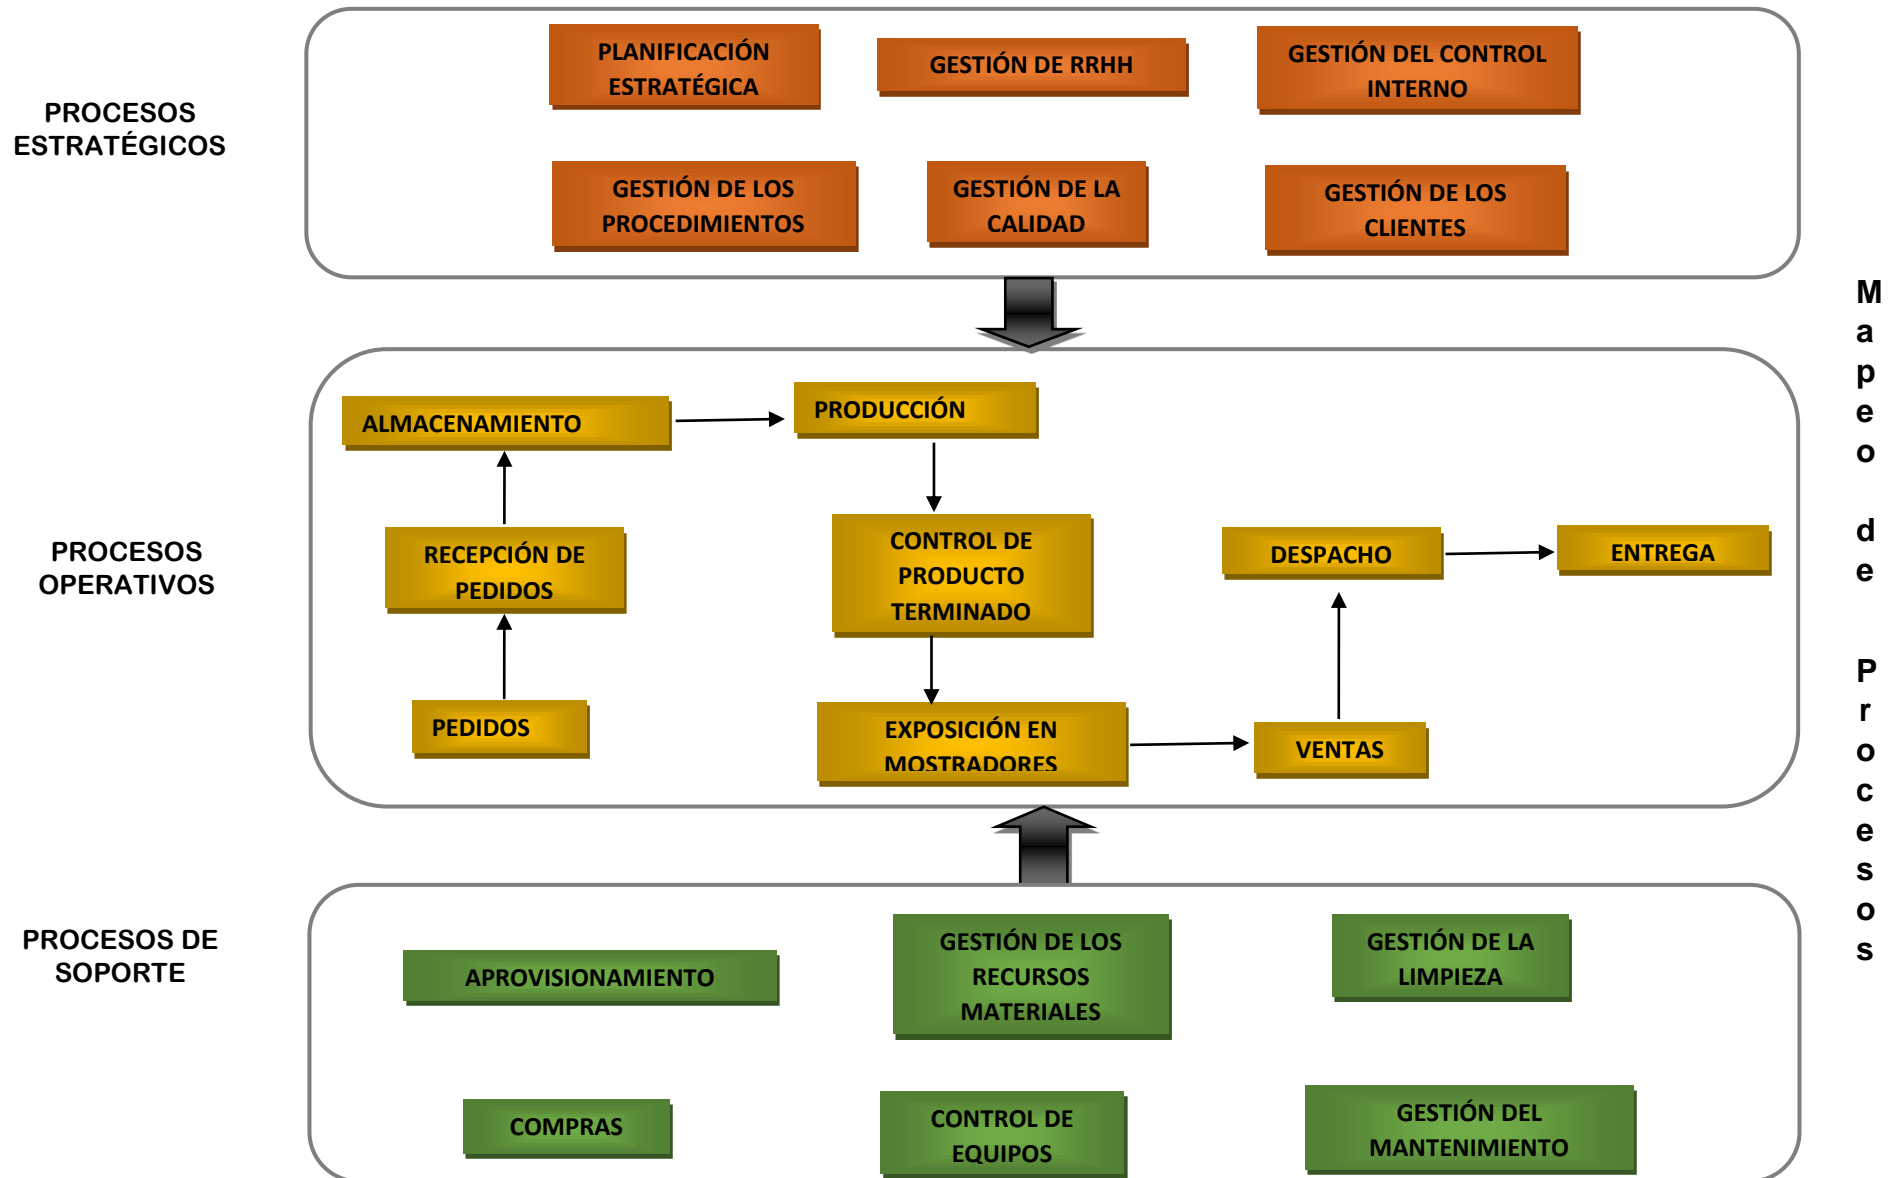 PROCESOS
ESTRATÉGICOS
PLANIFICACIÓN
ESTRATÉGICA
GESTIÓN DE RRHH
GESTIÓN DEL CONTROL
INTERNO
GESTIÓN DE LOS
PROCEDIMIENTOS
GESTIÓN DE LA
CALIDAD
GESTIÓN DE LOS
CLIENTES
PROCESOS
OPERATIVOS
ALMACENAMIENTO
PRODUCCIÓN
RECEPCIÓN DE
PEDIDOS
CONTROL DE
PRODUCTO
TERMINADO
DESPACHO
ENTREGA
PEDIDOS
EXPOSICIÓN EN
MOSTRADORES
VENTAS
PROCESOS DE
SOPORTE
APROVISIONAMIENTO
GESTIÓN DE LOS
RECURSOS
MATERIALES
GESTIÓN DE LA
LIMPIEZA
COMPRAS
CONTROL DE
EQUIPOS
GESTIÓN DEL
MANTENIMIENTO
Mapeo de Procesos